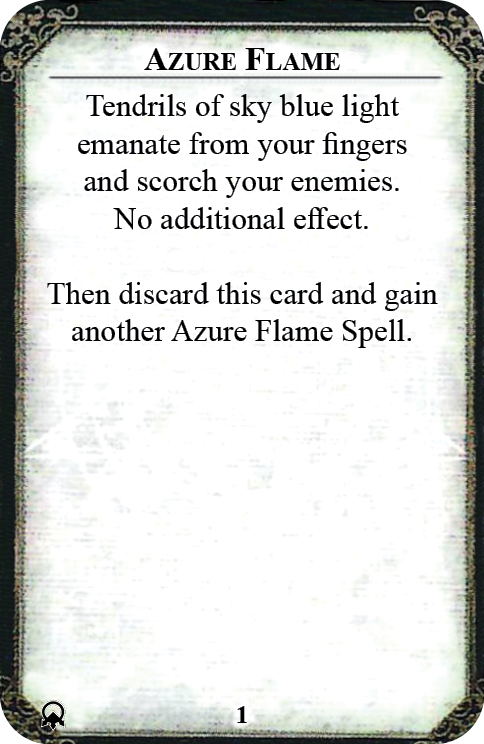 Azure Flame
Tendrils of sky blue light
emanate from your fingers
and scorch your enemies.
No additional effect.
Then discard this card and gain
another Azure Flame Spell.
1